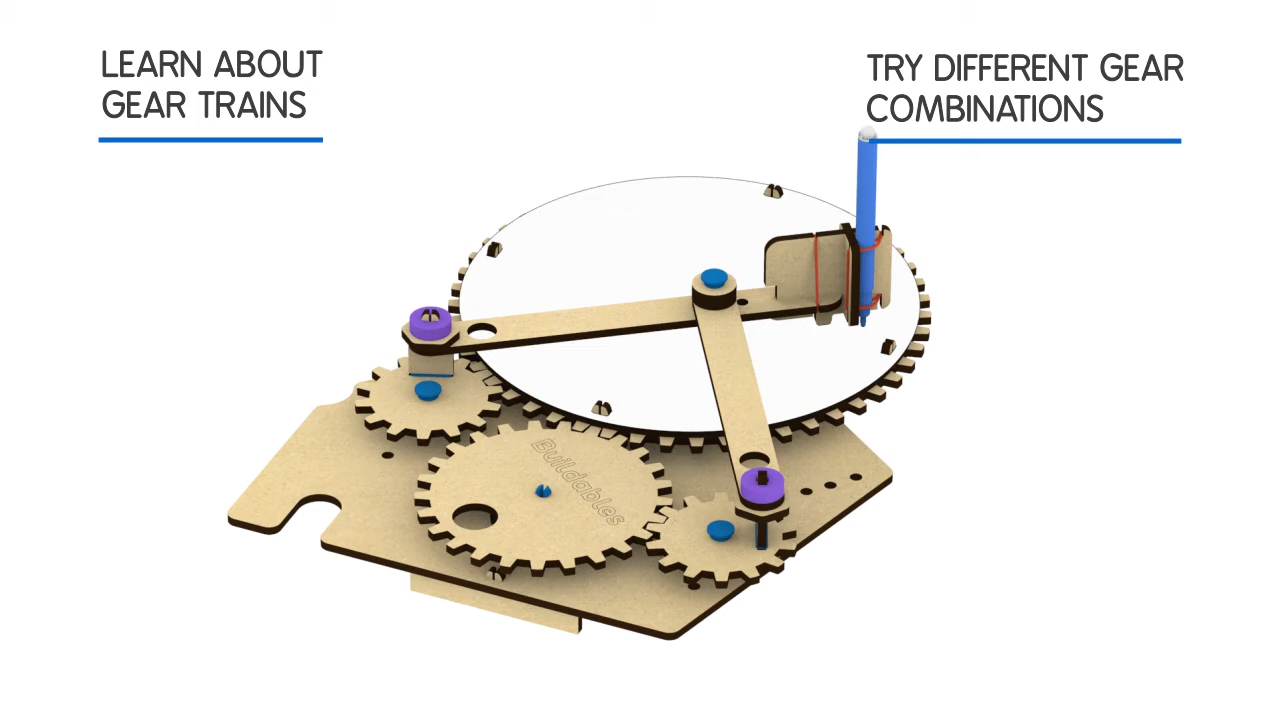 LEARN ABOUT
GEAR TRAINS
TRY DIFFERENT GEAR
COMBINATIONS
Buildables